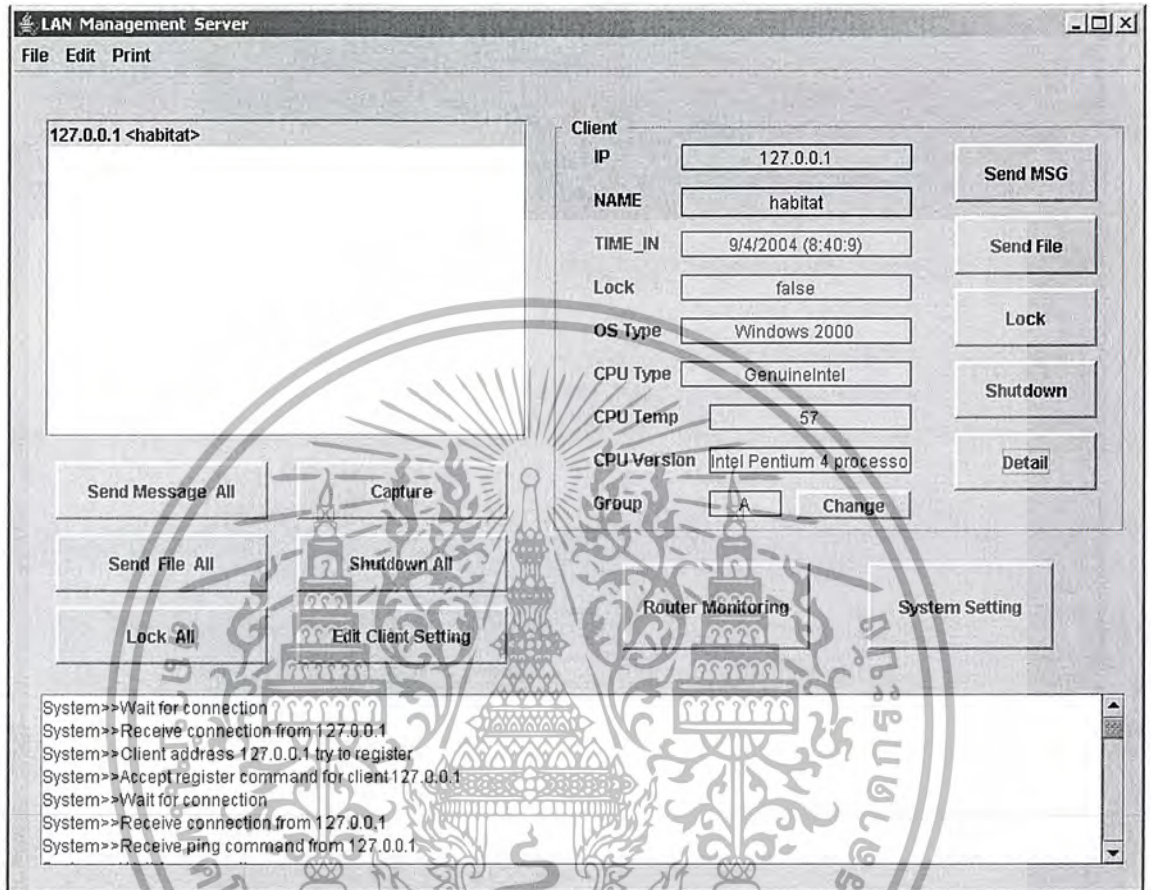 LAN Management Server
File Edit Print
127.0.0.1 <habitat>
Client
IP 127.0.0.1
NAME habitat
TIME_IN 9/4/2004 (8:40:9)
Lock false
OS Type Windows 2000
CPU Type GenuineIntel
CPU Temp 57
CPU Version Intel Pentium 4 processo
Group A Change
Send MSG
Send File
Lock
Shutdown
Detail
Send Message All Capture
Send File All Shutdown All
Lock All Edit Client Setting
Router Monitoring System Setting
System>>Wait for connection
System>>Receive connection from 127.0.0.1
System>>Client address 127.0.0.1 try to register
System>>Accept register command for client 127.0.0.1
System>>Wait for connection
System>>Receive connection from 127.0.0.1
System>>Receive ping command from 127.0.0.1